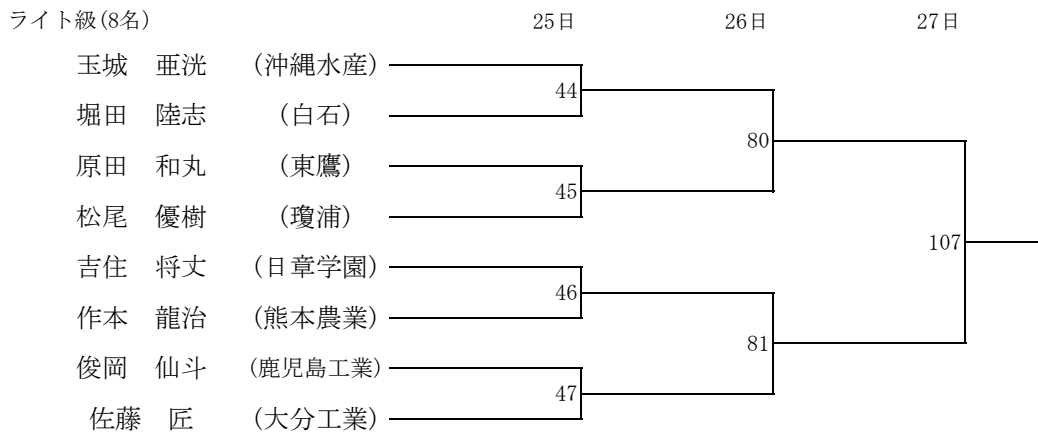 ライト級(8名) 25日 26日 27日
玉城 亜洸 (沖縄水産)
44
堀田 陸志 (白石)
80
原田 和丸 (東鷹)
45
松尾 優樹 (瓊浦)
107
吉住 将丈 (日章学園)
46
作本 龍治 (熊本農業)
81
俊岡 仙斗 (鹿児島工業)
47
佐藤 匠 (大分工業)